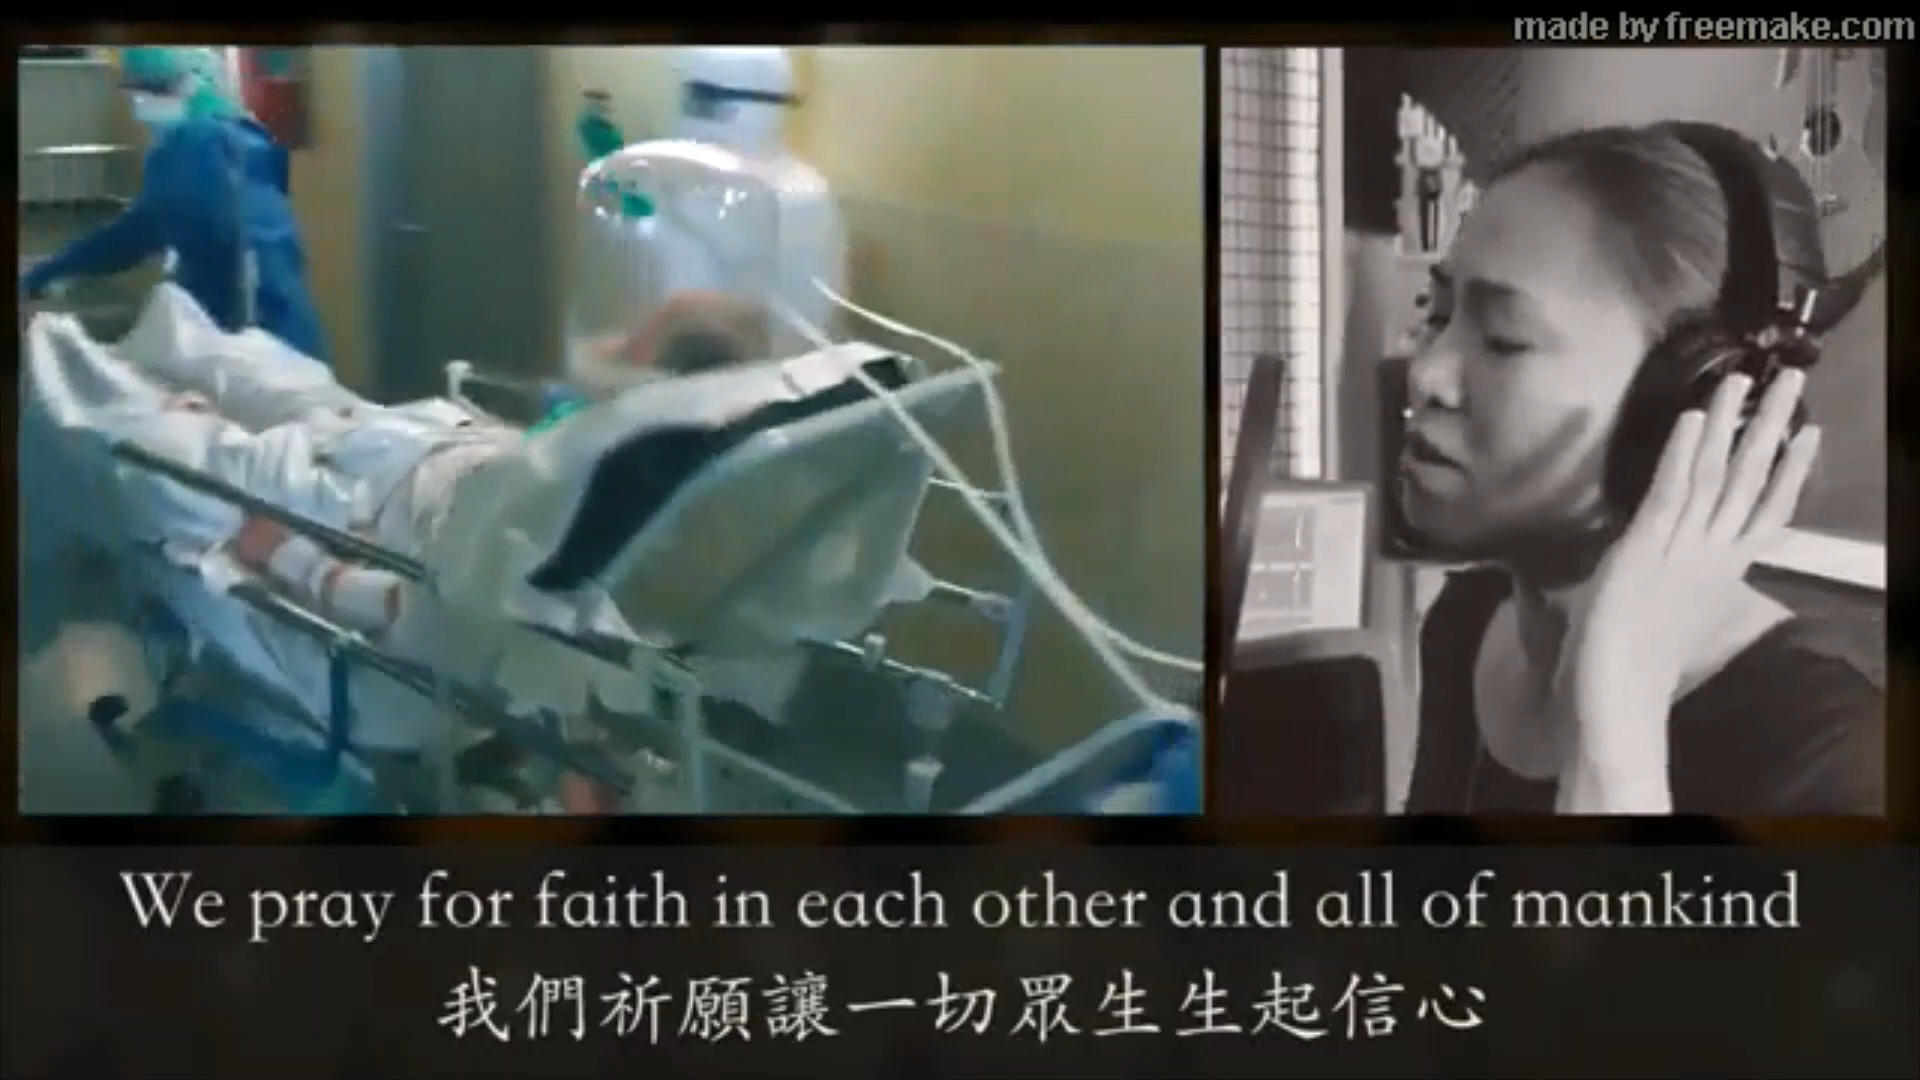 made by freemake.com
We pray for faith in each other and all of mankind
我們祈願讓一切眾生生起信心